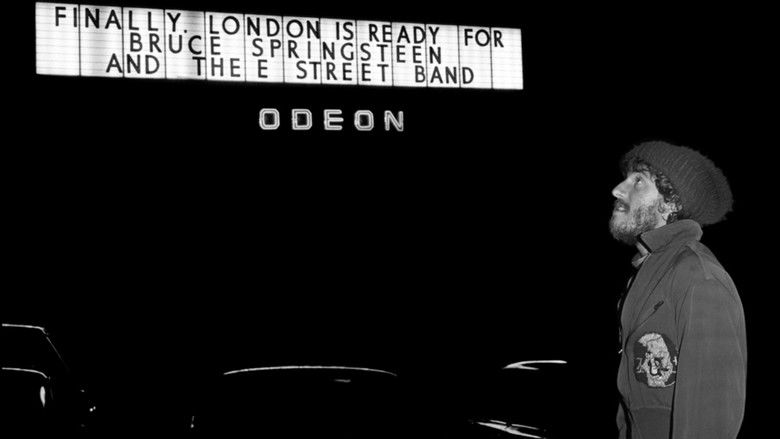 FINALLY. LONDON IS READY FOR
BRUCE SPRINGSTEEN
AND THE E STREET BAND
ODEON